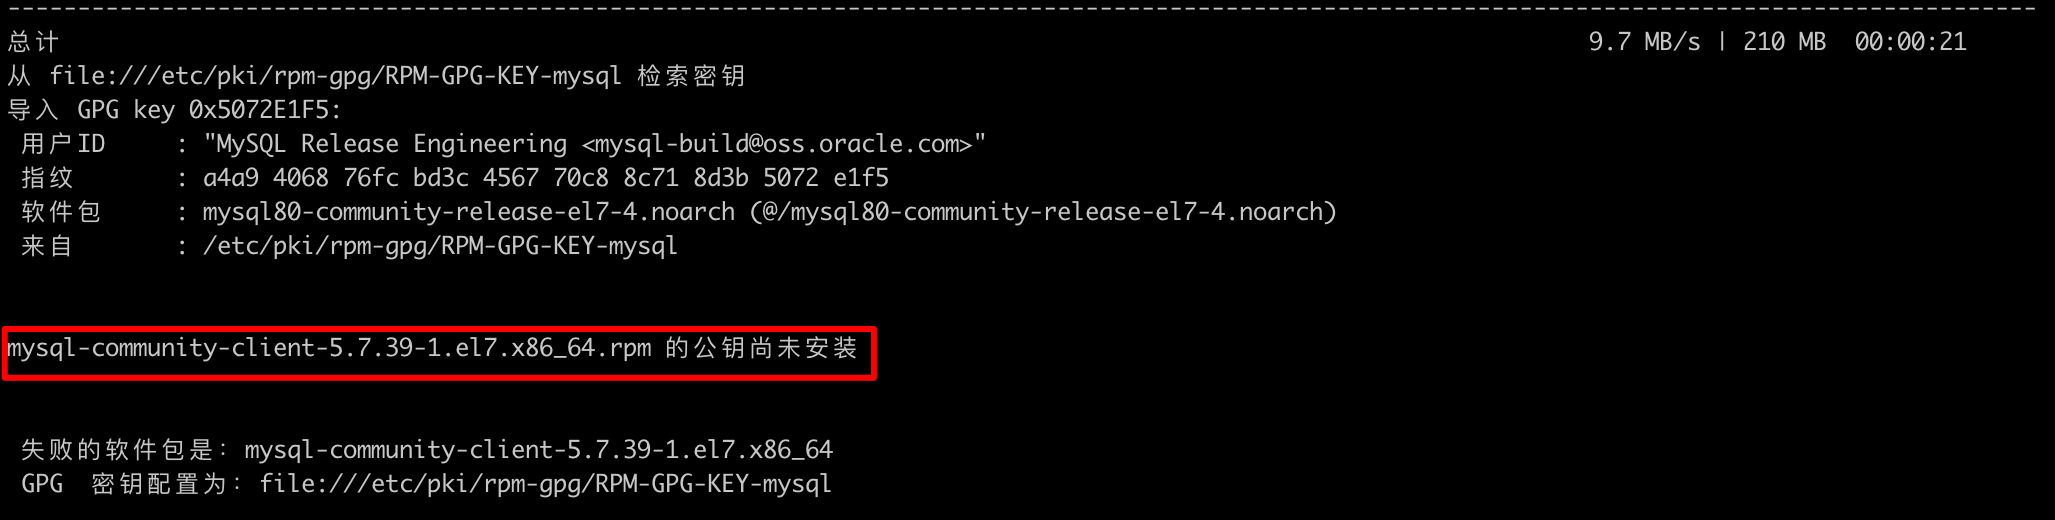 总计 9.7 MB/s | 210 MB 00:00:21
从 file:///etc/pki/rpm-gpg/RPM-GPG-KEY-mysql 检索密钥
导入 GPG key 0x5072E1F5:
用户ID : "MySQL Release Engineering <mysql-build@oss.oracle.com>"
指纹 : a4a9 4068 76fc bd3c 4567 70c8 8c71 8d3b 5072 e1f5
软件包 : mysql80-community-release-el7-4.noarch (@/mysql80-community-release-el7-4.noarch)
来自 : /etc/pki/rpm-gpg/RPM-GPG-KEY-mysql
mysql-community-client-5.7.39-1.el7.x86_64.rpm 的公钥尚未安装
失败的软件包是：mysql-community-client-5.7.39-1.el7.x86_64
GPG 密钥配置为：file:///etc/pki/rpm-gpg/RPM-GPG-KEY-mysql